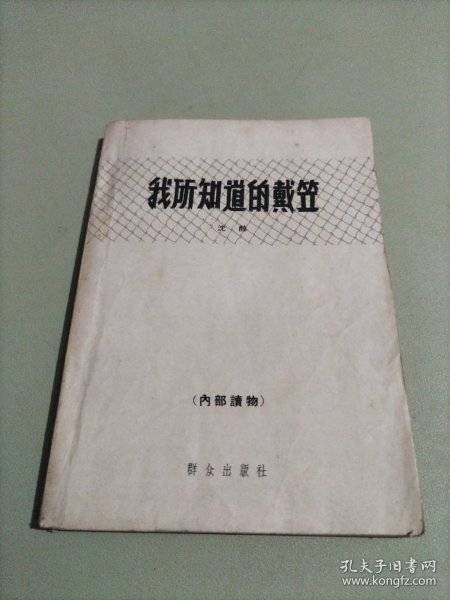 我所知道的戴笠
沈醉
（內部讀物）
群众出版社
孔夫子旧书网
www.kongfz.com